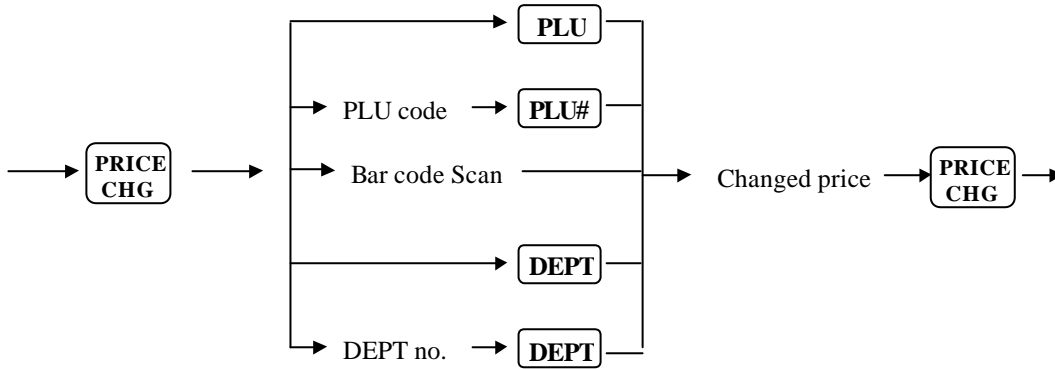 PLU
PLU code PLU#
PRICE
CHG
Bar code Scan
Changed price
PRICE
CHG
DEPT
DEPT no. DEPT